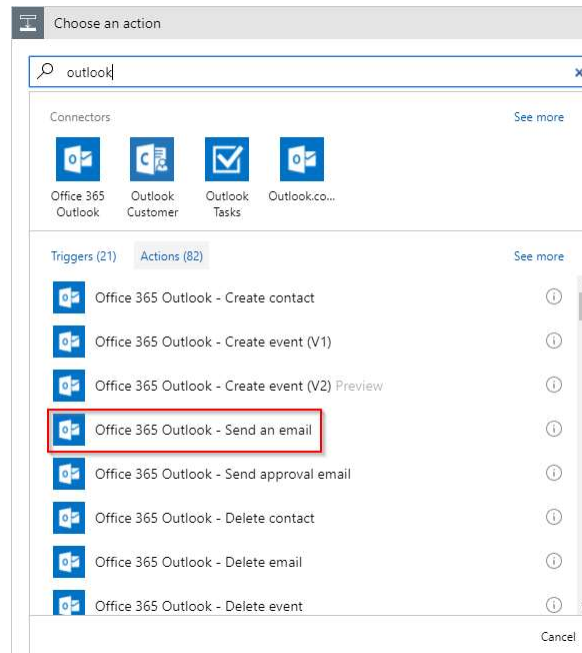 Choose an action
outlook
Connectors
See more
Office 365 Outlook
Outlook Customer
Outlook Tasks
Outlook.co...
Triggers (21)
Actions (82)
See more
Office 365 Outlook - Create contact
Office 365 Outlook - Create event (V1)
Office 365 Outlook - Create event (V2) Preview
Office 365 Outlook - Send an email
Office 365 Outlook - Send approval email
Office 365 Outlook - Delete contact
Office 365 Outlook - Delete email
Office 365 Outlook - Delete event
Cancel